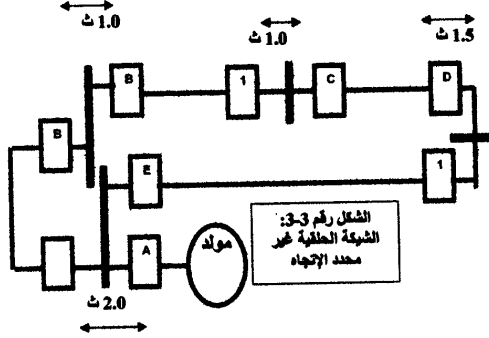 1.0 ث
1.0 ث
1.5 ث
B
1
C
D
B
E
1
A
مولد
الشكل رقم 3-3:
الشبكة الحلقية غير
محدد الإتجاه
2.0 ث